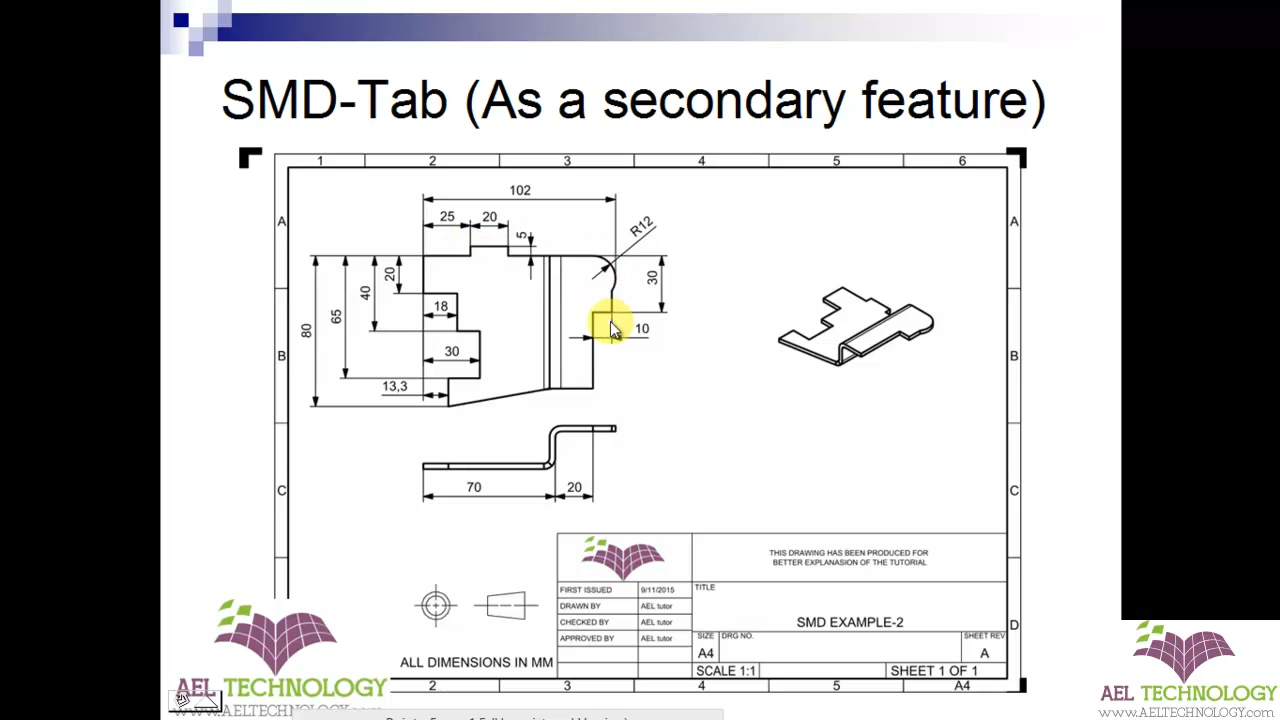 SMD-Tab (As a secondary feature)
1 2 3 4 5 6
102
25 20 5 R12
A A
20 30
40
18
65
80 10
30
B B
13,3
70 20
C C
THIS DRAWING HAS BEEN PRODUCED FOR
BETTER EXPLANASION OF THE TUTORIAL
FIRST ISSUED 9/11/2015 TITLE
DRAWN BY AEL tutor
CHECKED BY AEL tutor SMD EXAMPLE-2
D
APPROVED BY AEL tutor SIZE DRG NO. SHEET REV
A4 A
ALL DIMENSIONS IN MM SCALE 1:1 SHEET 1 OF 1
2 3 4 5 A4
AEL TECHNOLOGY
WWW.AELTECHNOLOGY.com
AEL TECHNOLOGY
www.AELTECHNOLOGY.com